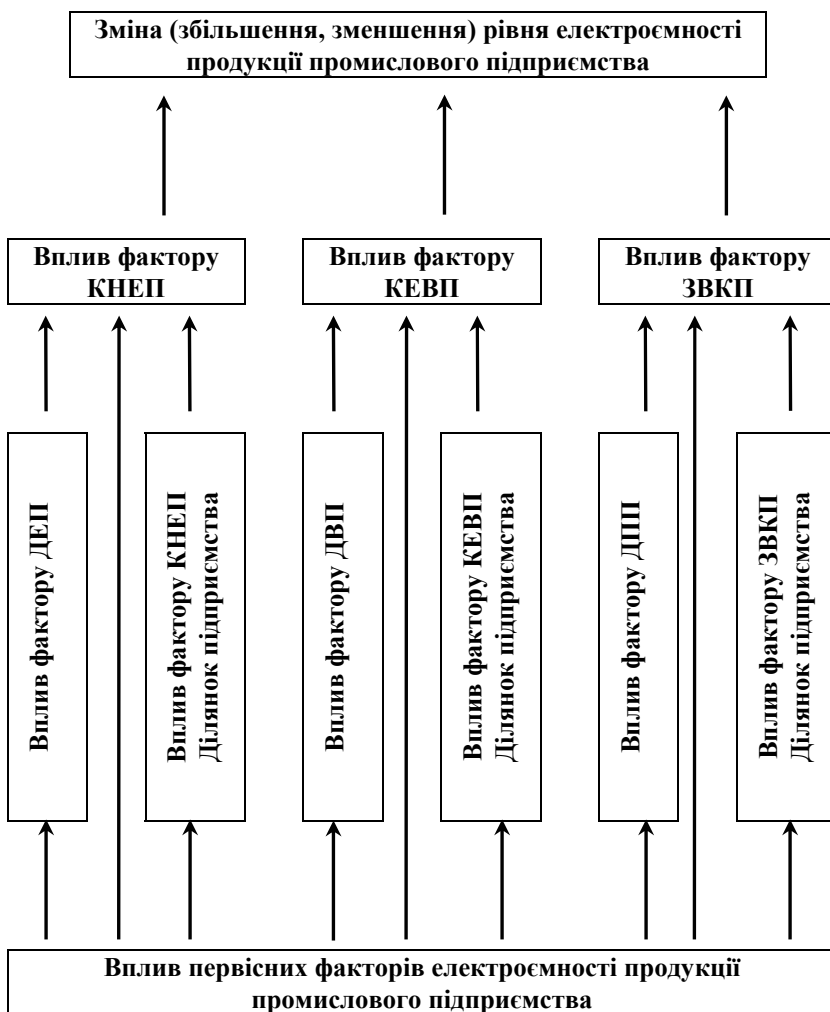 Зміна (збільшення, зменшення) рівня електроємності
продукції промислового підприємства
Вплив фактору
КНЕП
Вплив фактору
КЕВП
Вплив фактору
ЗВКП
Вплив фактору ДЕП
Вплив фактору КНЕП
Ділянок підприємства
Вплив фактору ДВП
Вплив фактору КЕВП
Ділянок підприємства
Вплив фактору ДПП
Вплив фактору ЗВКП
Ділянок підприємства
Вплив первісних факторів електроємності продукції
промислового підприємства